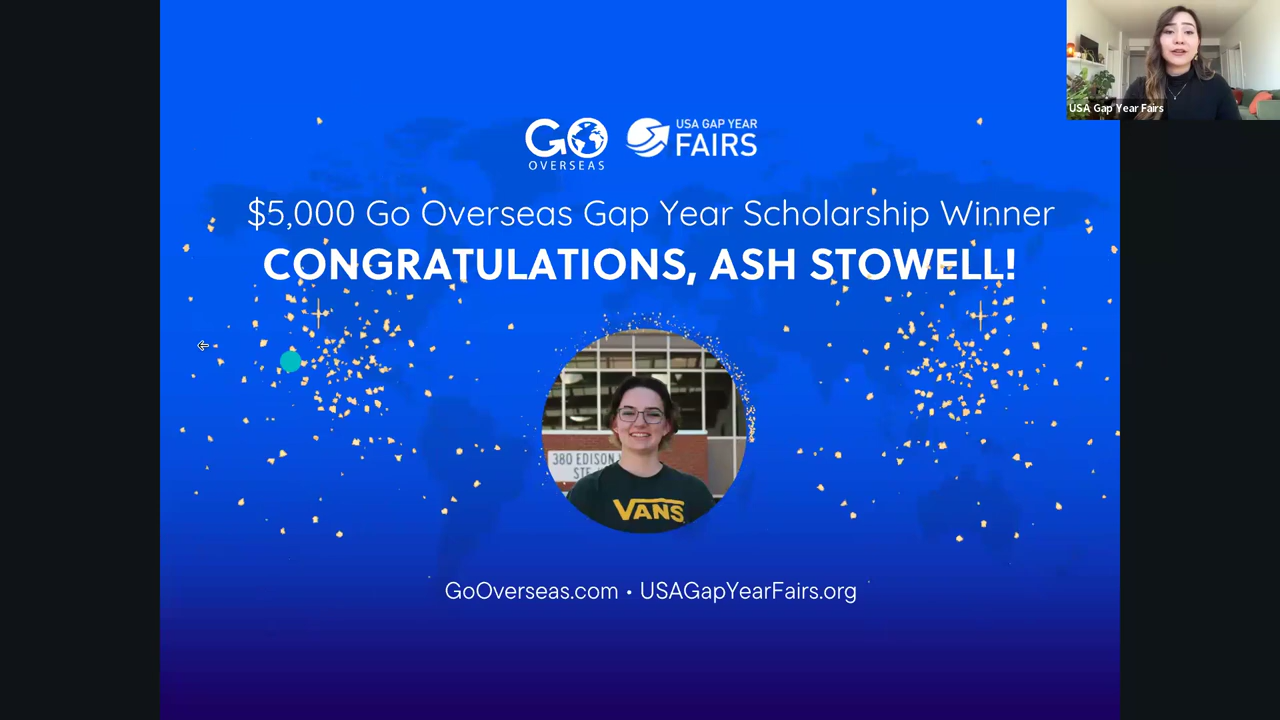 USA Gap Year Fairs
GO
OVERSEAS
USA GAP YEAR
FAIRS
$5,000 Go Overseas Gap Year Scholarship Winner
CONGRATULATIONS, ASH STOWELL!
380 EDISON
STE
VANS
GoOverseas.com • USAGapYearFairs.org